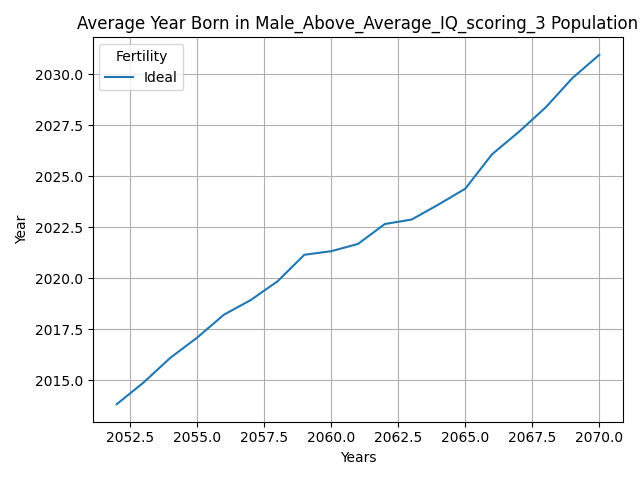 Average Year Born in Male_Above_Average_IQ_scoring_3 Population
Fertility
Ideal
2030.0
2027.5
2025.0
2022.5
2020.0
2017.5
2015.0
Year
2052.5 2055.0 2057.5 2060.0 2062.5 2065.0 2067.5 2070.0
Years